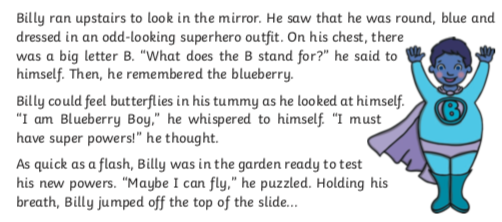 Billy ran upstairs to look in the mirror. He saw that he was round, blue and
dressed in an odd-looking superhero outfit. On his chest, there
was a big letter B. "What does the B stand for?" he said to
himself. Then, he remembered the blueberry.
Billy could feel butterflies in his tummy as he looked at himself.
"I am Blueberry Boy," he whispered to himself. "I must
have super powers!" he thought.
As quick as a flash, Billy was in the garden ready to test
his new powers. "Maybe I can fly," he puzzled. Holding his
breath, Billy jumped off the top of the slide...
B